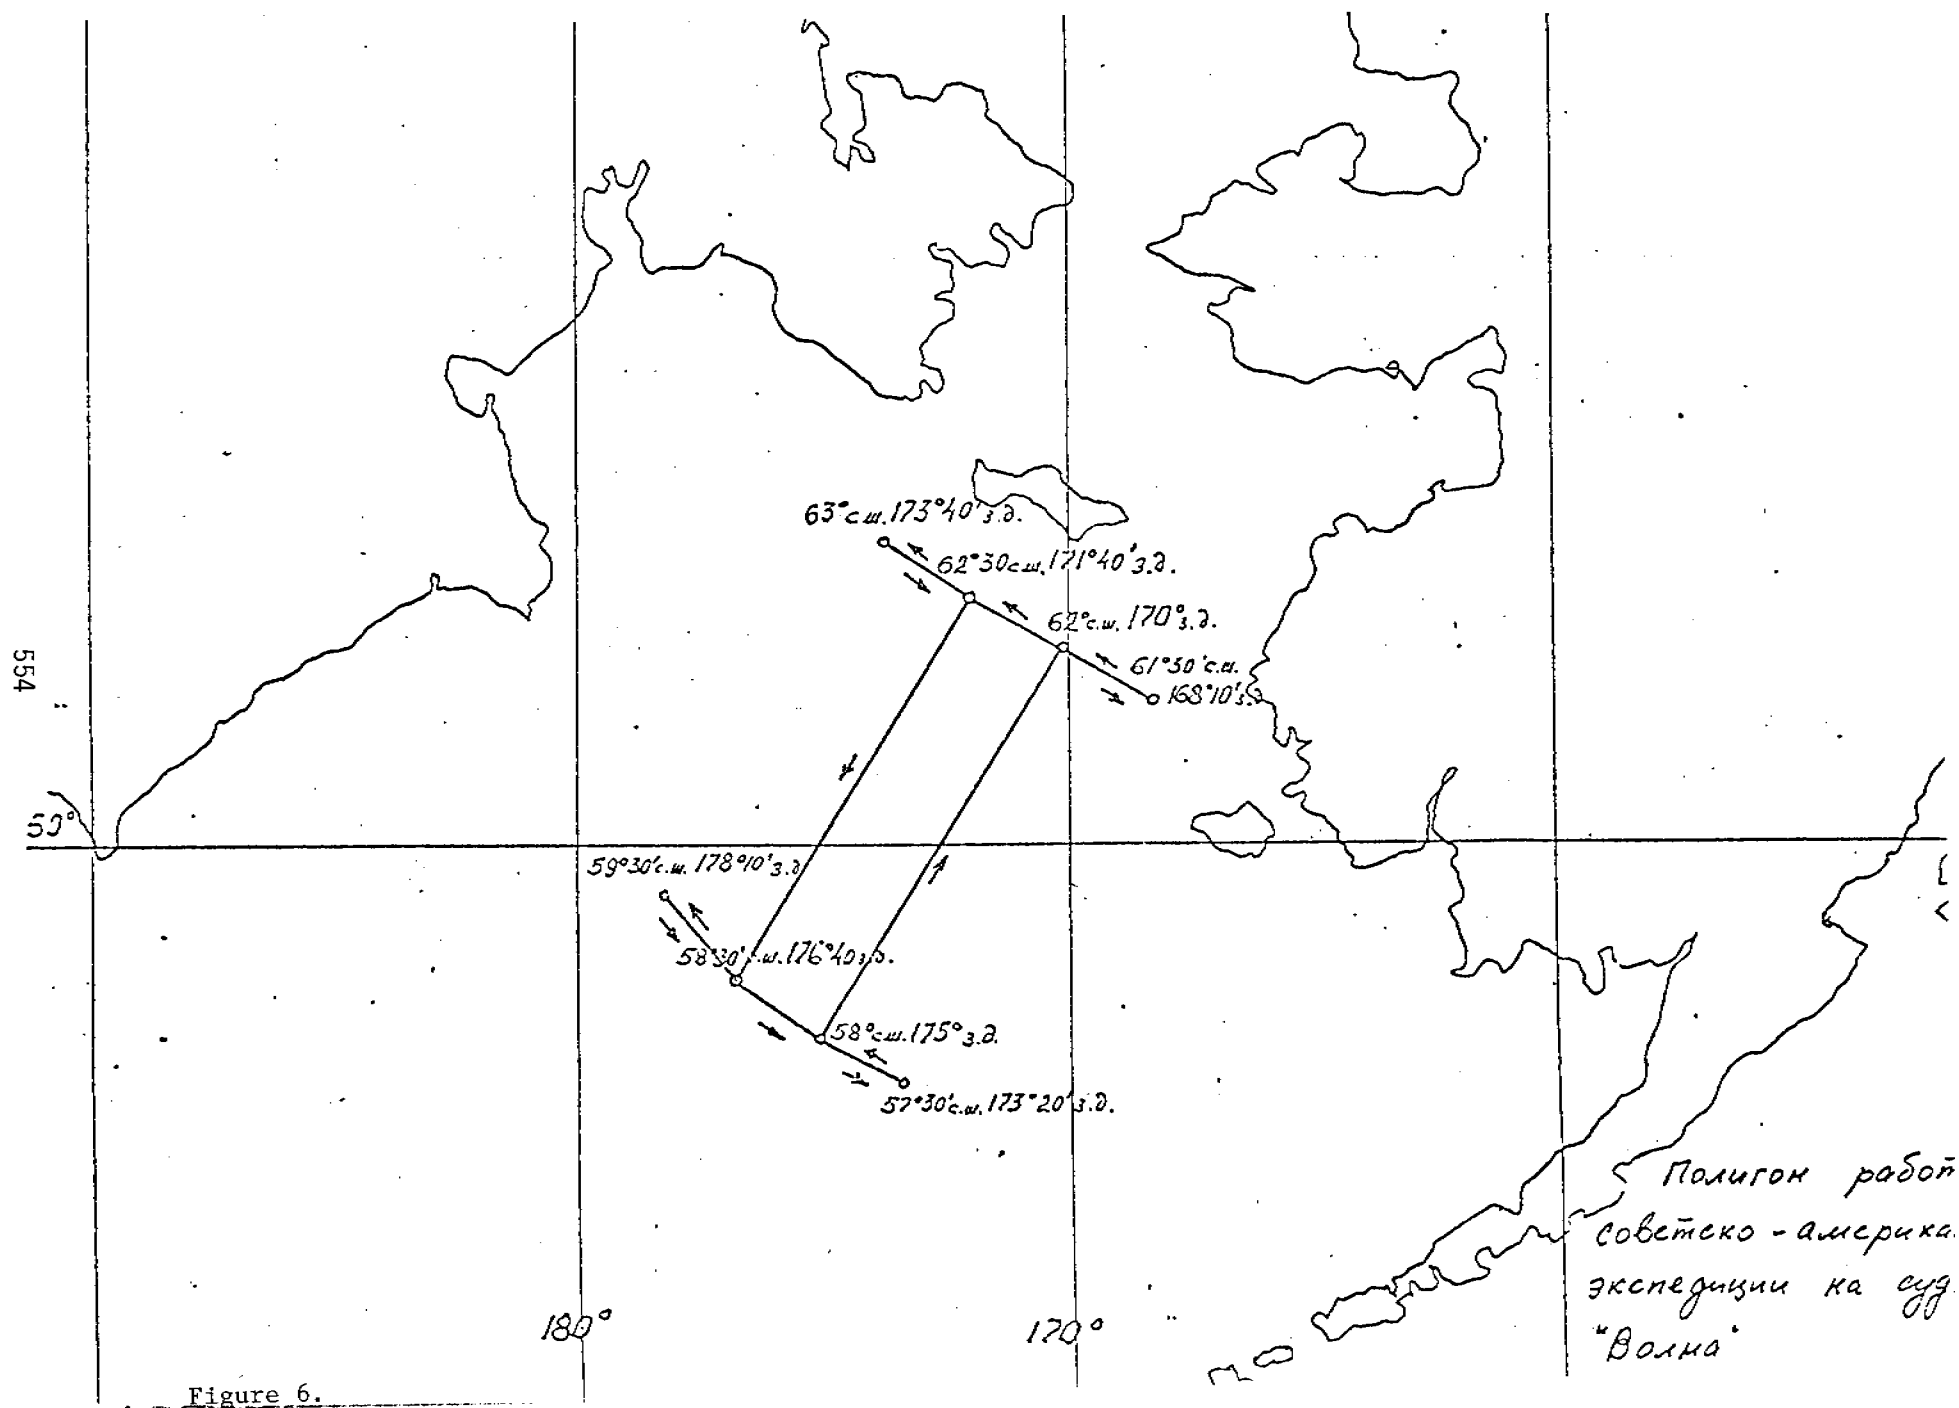 63° с.ш. 173°40' з.д.
62°30 с.ш. 171°40' з.д.
62° с.ш. 170° з.д.
61°30' с.ш.
168°10' з.д.
554
50°
59°30' с.ш. 178°10' з.д.
58°30' с.ш. 176°40 з.д.
58° с.ш. 175° з.д.
57°30' с.ш. 173°20' з.д.
Полигон работ
советско-америка
экспедиции на суд
"Волна"
180°
170°
Figure 6.